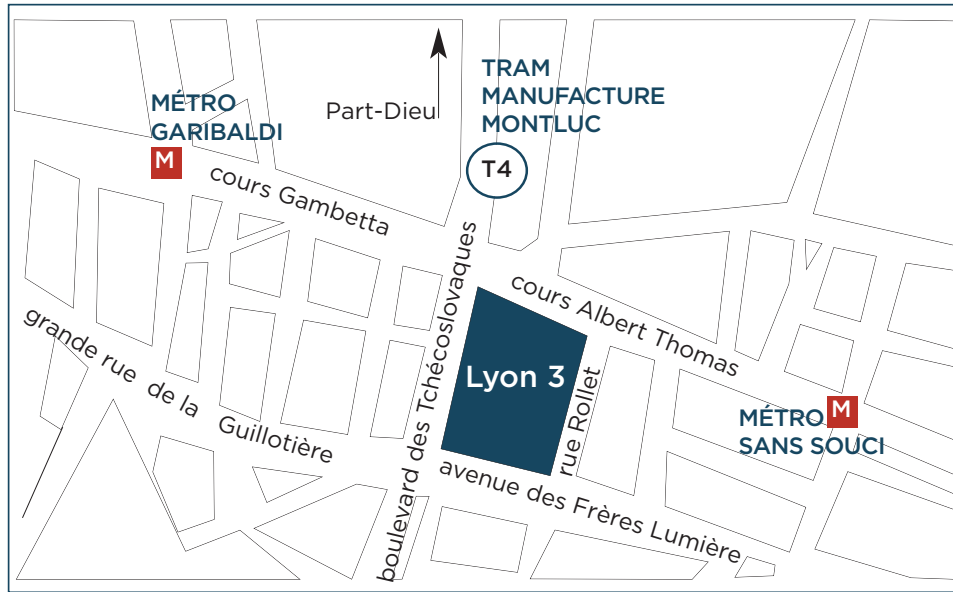 TRAM
MANUFACTURE
MONTLUC
T4
MÉTRO
GARIBALDI
M
Part-Dieu
cours Gambetta
boulevard des Tchécoslovaques
cours Albert Thomas
grande rue de la Guillotière
Lyon 3
rue Rollet
MÉTRO
SANS SOUCI
M
avenue des Frères Lumière